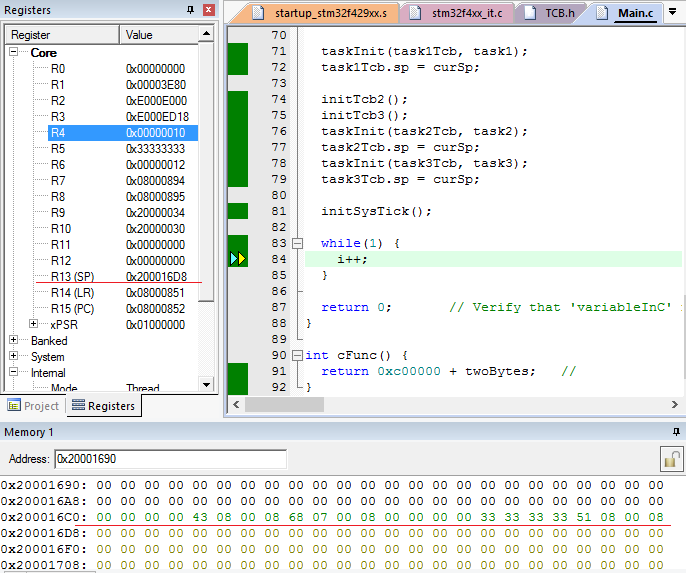 Registers
Register Value
Core
R0 0x00000000
R1 0x00003E80
R2 0xE000E000
R3 0xE000ED18
R4 0x00000010
R5 0x33333333
R6 0x00000012
R7 0x08000894
R8 0x08000895
R9 0x20000034
R10 0x20000030
R11 0x00000000
R12 0x00000000
R13 (SP) 0x200016D8
R14 (LR) 0x08000851
R15 (PC) 0x08000852
xPSR 0x01000000
Banked
System
Internal
Mode Thread
Project Registers
startup_stm32f429xx.s stm32f4xx_it.c TCB.h Main.c
70
71 taskInit(task1Tcb, task1);
72 task1Tcb.sp = curSp;
73
74 initTcb2();
75 initTcb3();
76 taskInit(task2Tcb, task2);
77 task2Tcb.sp = curSp;
78 taskInit(task3Tcb, task3);
79 task3Tcb.sp = curSp;
80
81 initSysTick();
82
83 while(1) {
84 i++;
85 }
86
87 return 0; // Verify that 'variableInC'
88 }
89
90 int cFunc() {
91 return 0xc00000 + twoBytes; //
92 }
Memory 1
Address: 0x20001690
0x20001690: 00 00 00 00 00 00 00 00 00 00 00 00 00 00 00 00 00 00 00 00 00 00 00 00
0x200016A8: 00 00 00 00 00 00 00 00 00 00 00 00 00 00 00 00 00 00 00 00 00 00 00 00
0x200016C0: 00 00 00 00 43 08 00 08 68 07 00 08 00 00 00 00 33 33 33 33 51 08 00 08
0x200016D8: 00 00 00 00 00 00 00 00 00 00 00 00 00 00 00 00 00 00 00 00 00 00 00 00
0x200016F0: 00 00 00 00 00 00 00 00 00 00 00 00 00 00 00 00 00 00 00 00 00 00 00 00
0x20001708: 00 00 00 00 00 00 00 00 00 00 00 00 00 00 00 00 00 00 00 00 00 00 00 00